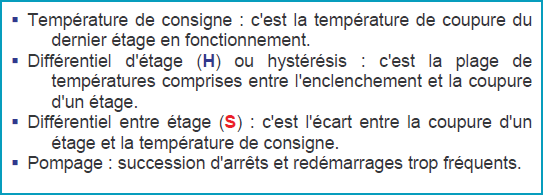 ▪ Température de consigne : c'est la température de coupure du
dernier étage en fonctionnement.
▪ Différentiel d'étage (H) ou hystérésis : c'est la plage de
températures comprises entre l'enclenchement et la coupure
d'un étage.
▪ Différentiel entre étage (S) : c'est l'écart entre la coupure d'un
étage et la température de consigne.
▪ Pompage : succession d'arrêts et redémarrages trop fréquents.